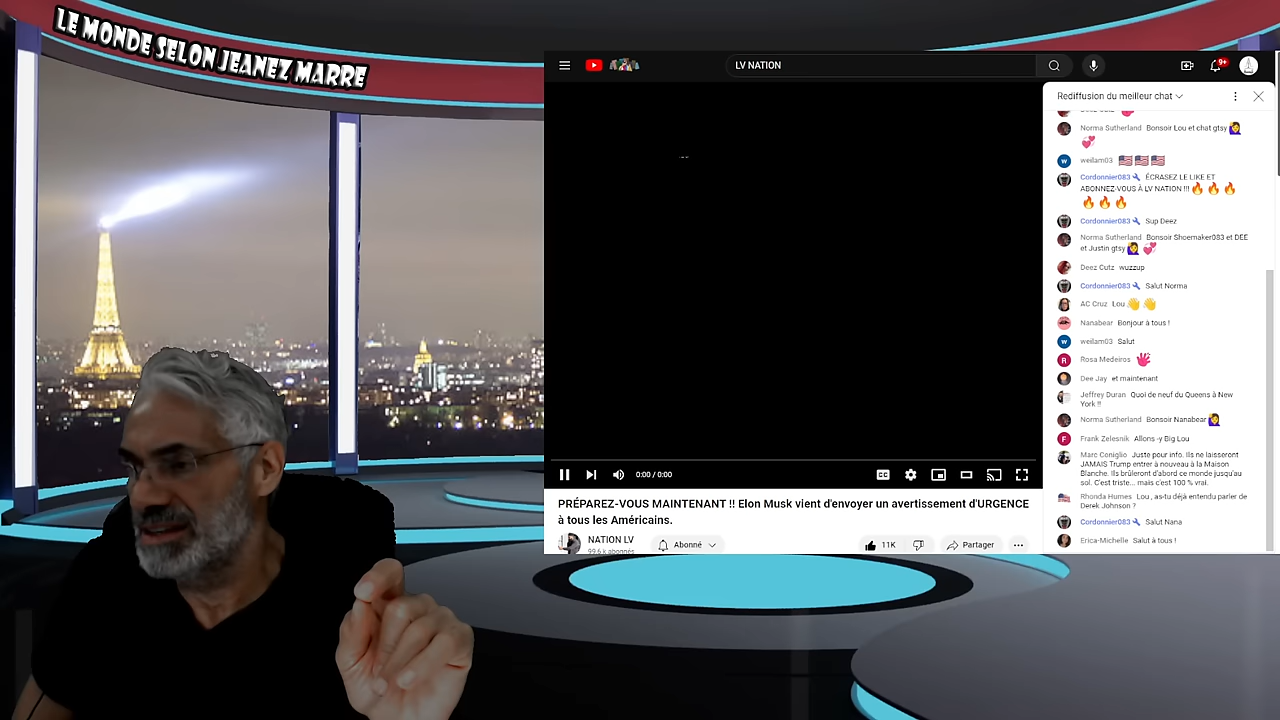 LE MONDE SELON JEANEZ MARRE
LV NATION
9+
Rediffusion du meilleur chat
Norma Sutherland Bonsoir Lou et chat gtsy 🙋‍♀️
💞
weilam03 🇺🇸🇺🇸🇺🇸
Cordonnier083 ÉCRASEZ LE LIKE ET
ABONNEZ-VOUS À LV NATION !!! 🔥🔥🔥
🔥🔥🔥
Cordonnier083 Sup Deez
Norma Sutherland Bonsoir Shoemaker083 et DEE
et Justin gtsy 🙋‍♀️💞
Deez Cutz wuzzup
Cordonnier083 Salut Norma
AC Cruz Lou 👋👋
Nanabear Bonjour à tous !
weilam03 Salut
Rosa Medeiros
Dee Jay et maintenant
Jeffrey Duran Quoi de neuf du Queens à New
York !!
Norma Sutherland Bonsoir Nanabear 🙋‍♀️
Frank Zelesnik Allons -y Big Lou
Marc Coniglio Juste pour info. Ils ne laisseront
JAMAIS Trump entrer à nouveau à la Maison
Blanche. Ils brûleront d'abord ce monde jusqu'au
sol. C'est triste... mais c'est 100 % vrai.
Rhonda Humes Lou , as-tu déjà entendu parler de
Derek Johnson ?
Cordonnier083 Salut Nana
Erica-Michelle Salut à tous !
0:00 / 0:00
CC
PRÉPAREZ-VOUS MAINTENANT !! Elon Musk vient d'envoyer un avertissement d'URGENCE
à tous les Américains.
NATION LV
99,6 k abonnés
Abonné
11K
Partager